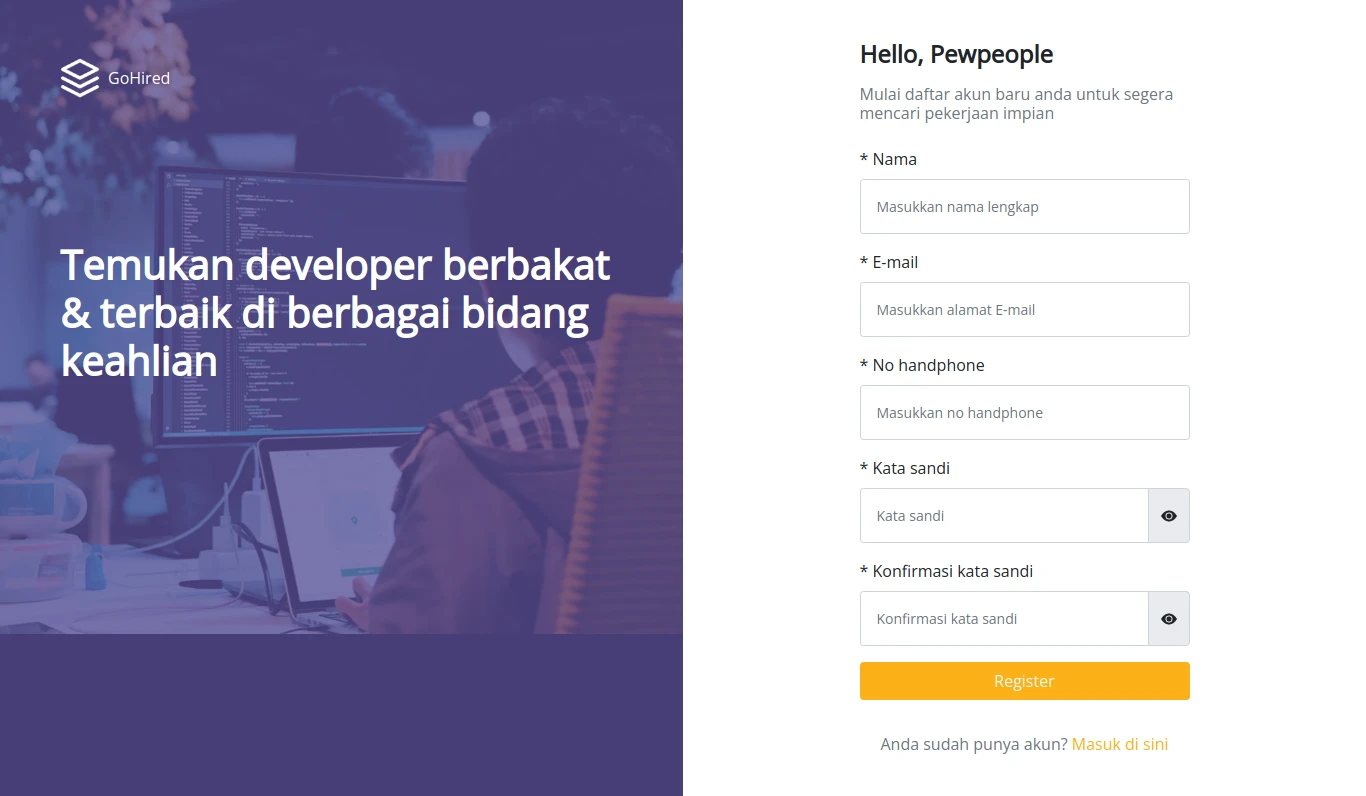 GoHired
Temukan developer berbakat
& terbaik di berbagai bidang
keahlian
Hello, Pewpeople
Mulai daftar akun baru anda untuk segera
mencari pekerjaan impian
* Nama
Masukkan nama lengkap
* E-mail
Masukkan alamat E-mail
* No handphone
Masukkan no handphone
* Kata sandi
Kata sandi
* Konfirmasi kata sandi
Konfirmasi kata sandi
Register
Anda sudah punya akun? Masuk di sini